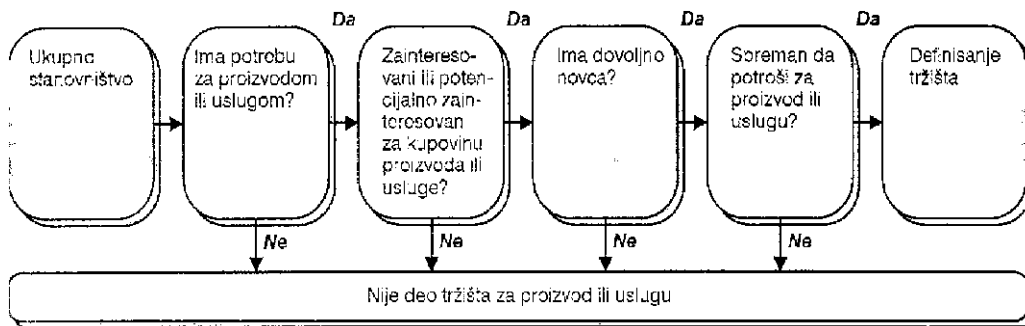 Da
Da
Da
Da
Ukupno
stanovništvo
Ima potrobu
za proizvodom
ili uslugom?
Zaintereso-
vani ili poten-
cijalno zain-
teresovan
za kupovinu
proizvoda ili
usluge?
Ima dovoljno
novca?
Spreman da
potroši za
proizvod ili
uslugu?
Definisanje
tržišta
Ne
Ne
Ne
Ne
Nije deo tržišta za proizvod ili uslugu